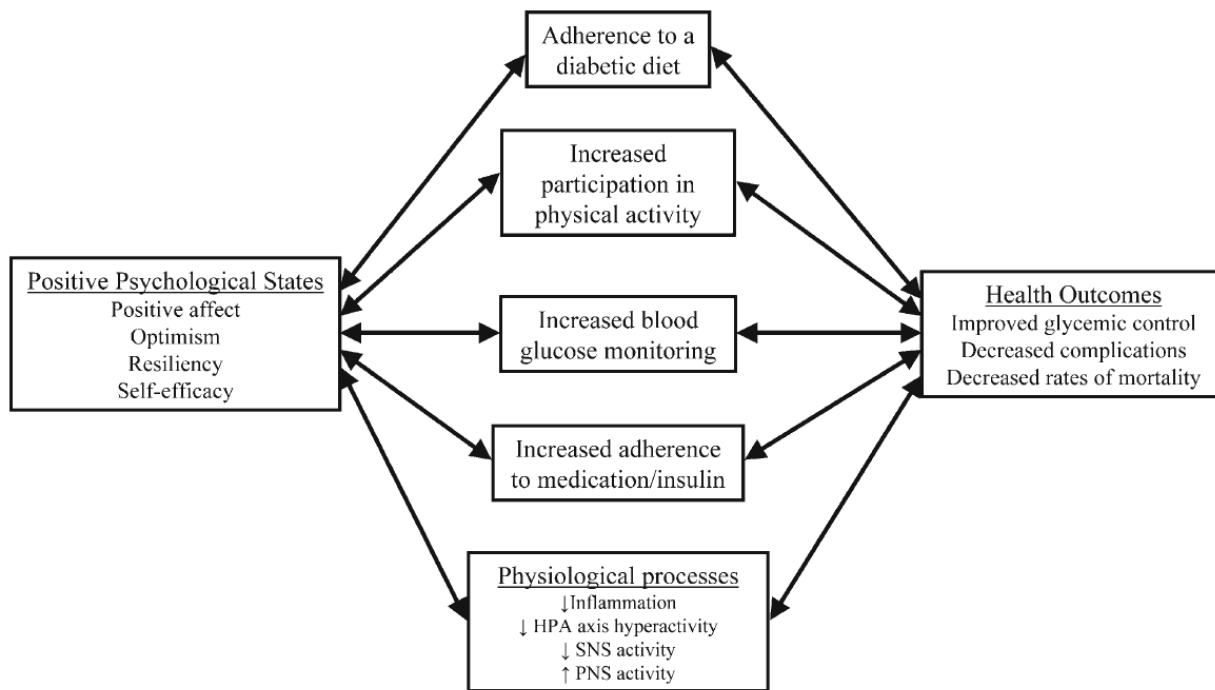 Adherence to a
diabetic diet
Increased
participation in
physical activity
Positive Psychological States
Positive affect
Optimism
Resiliency
Self-efficacy
Increased blood
glucose monitoring
Health Outcomes
Improved glycemic control
Decreased complications
Decreased rates of mortality
Increased adherence
to medication/insulin
Physiological processes
↓Inflammation
↓ HPA axis hyperactivity
↓ SNS activity
↑ PNS activity